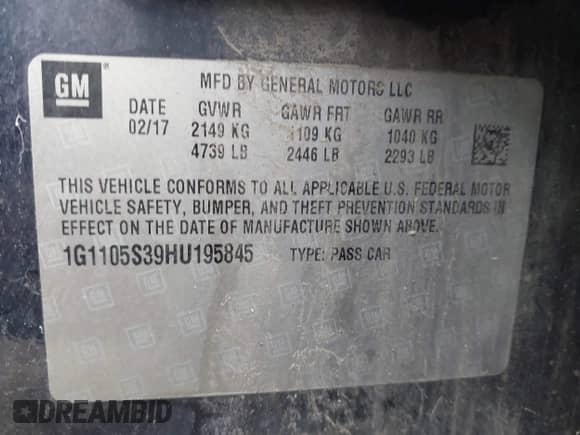 GM
MFD BY GENERAL MOTORS LLC
DATE GVWR GAWR FRT GAWR RR
02/17 2149 KG 1109 KG 1040 KG
4739 LB 2446 LB 2293 LB
THIS VEHICLE CONFORMS TO ALL APPLICABLE U.S. FEDERAL MOTOR
VEHICLE SAFETY, BUMPER, AND THEFT PREVENTION STANDARDS IN
EFFECT ON THE DATE OF MANUFACTURE SHOWN ABOVE.
1G1105S39HU195845 TYPE: PASS CAR
DREAMBID